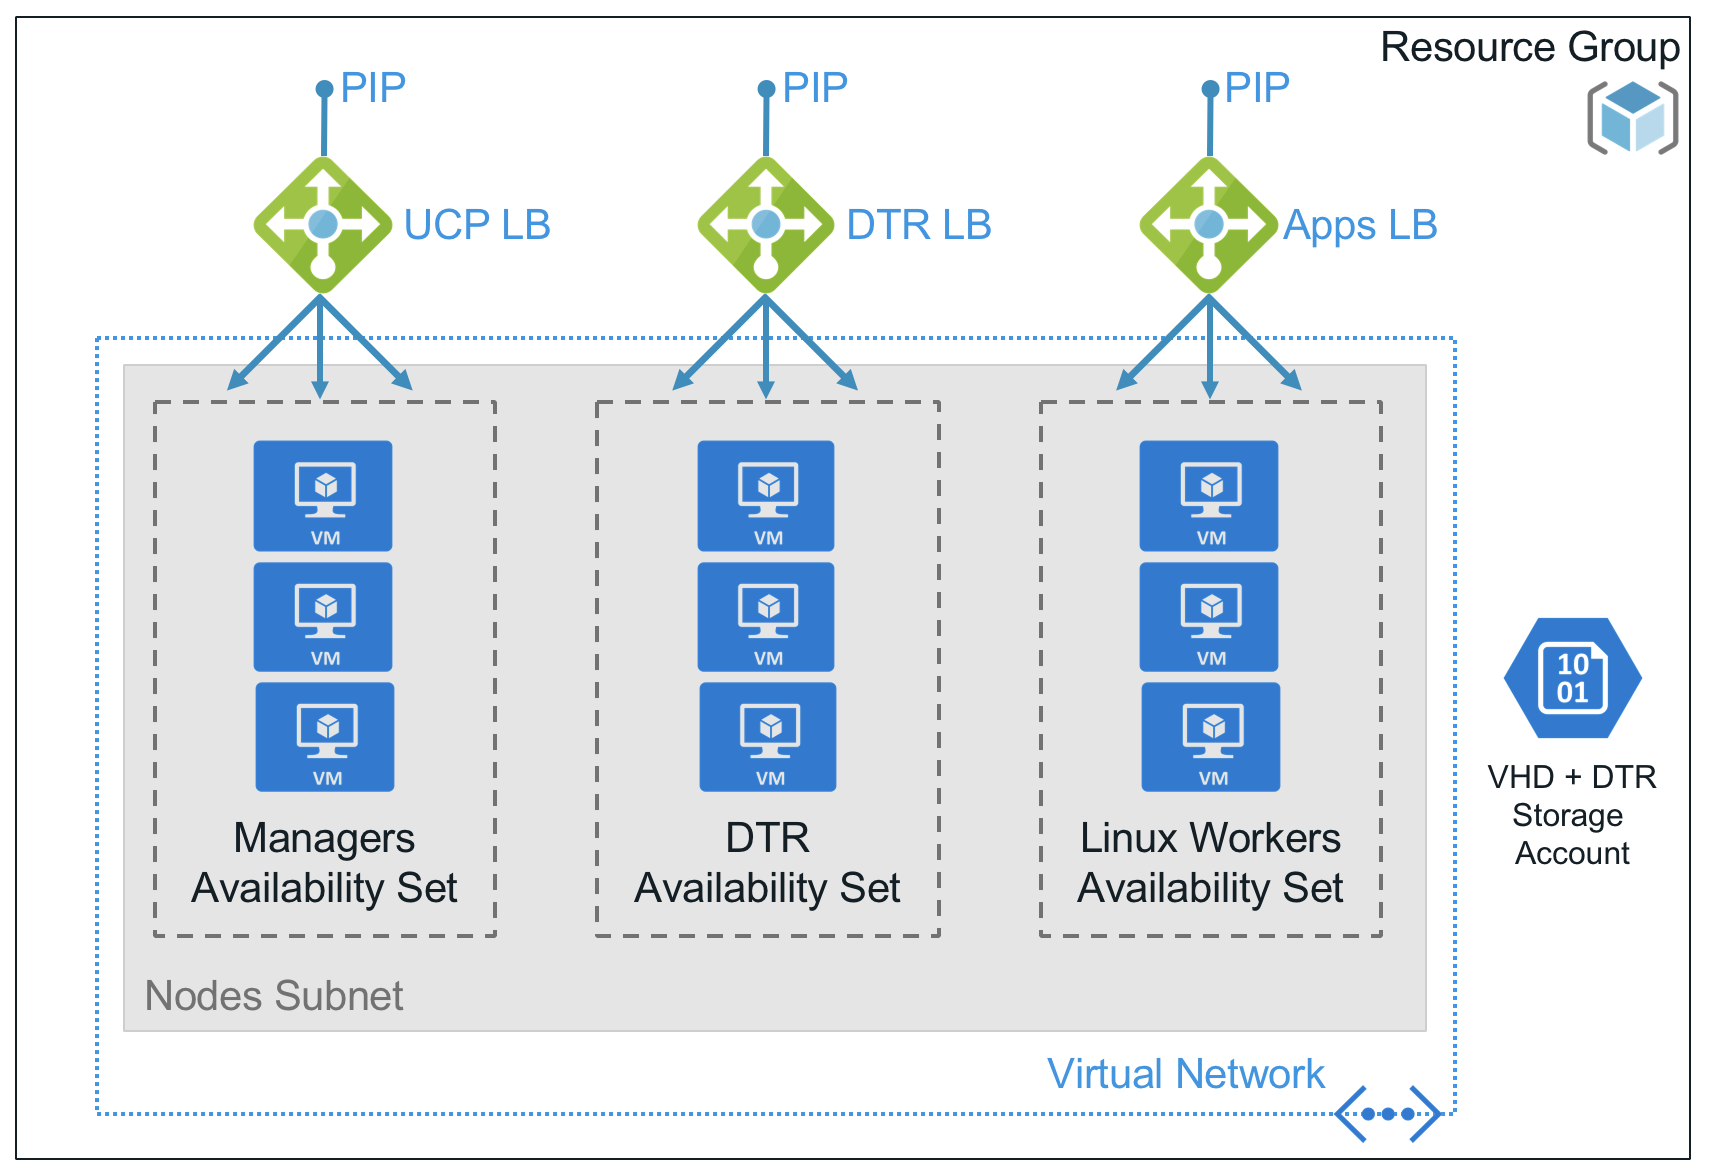 Resource Group
PIP
PIP
PIP
UCP LB
DTR LB
Apps LB
VM
VM
VM
VM
VM
VM
VM
VM
VM
Managers
Availability Set
DTR
Availability Set
Linux Workers
Availability Set
10
01
VHD + DTR
Storage
Account
Nodes Subnet
Virtual Network